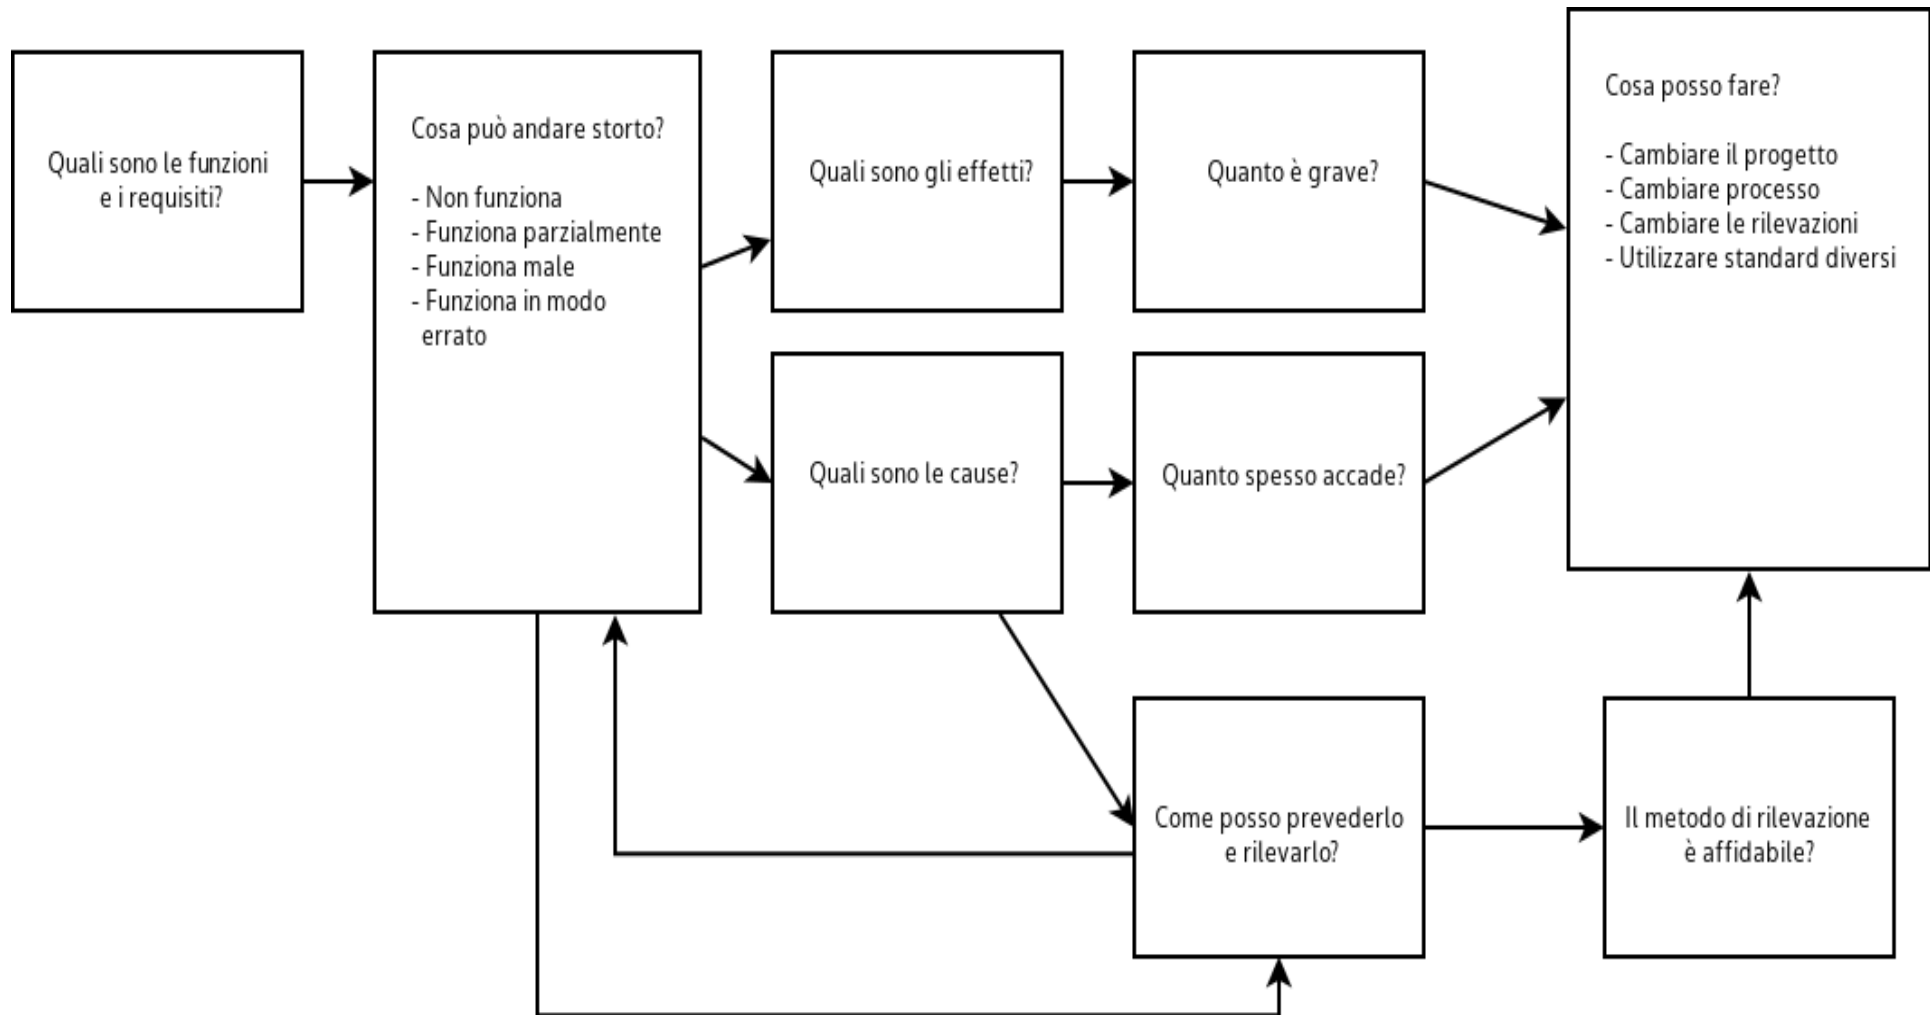 Quali sono le funzioni
e i requisiti?
Cosa può andare storto?
- Non funziona
- Funziona parzialmente
- Funziona male
- Funziona in modo
errato
Quali sono gli effetti?
Quanto è grave?
Cosa posso fare?
- Cambiare il progetto
- Cambiare processo
- Cambiare le rilevazioni
- Utilizzare standard diversi
Quali sono le cause?
Quanto spesso accade?
Come posso prevederlo
e rilevarlo?
Il metodo di rilevazione
è affidabile?